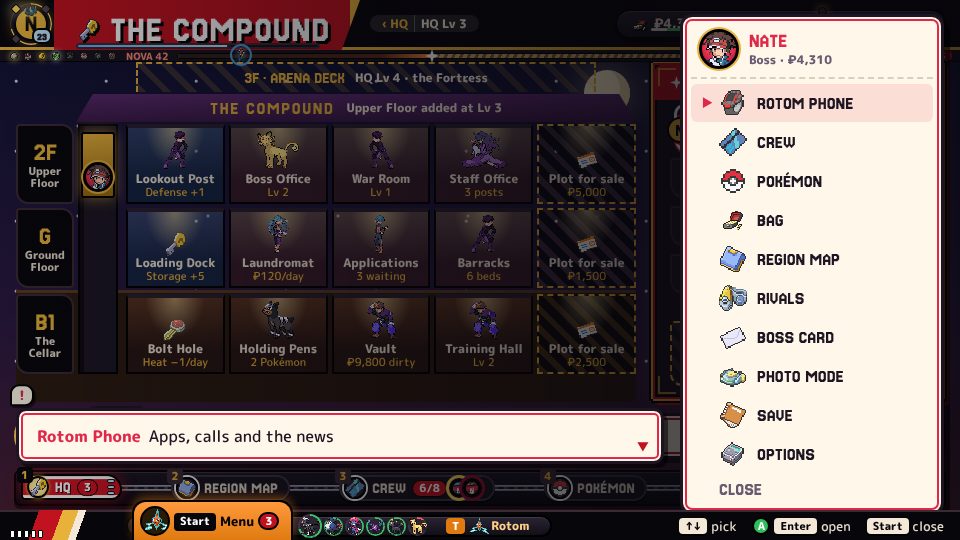 N
23
THE COMPOUND
‹ HQ HQ Lv 3
NOVA 42
3F · ARENA DECK HQ Lv 4 · the Fortress
THE COMPOUND Upper Floor added at Lv 3
2F
Upper
Floor
Lookout Post
Defense +1
Boss Office
Lv 2
War Room
Lv 1
Staff Office
3 posts
Plot for sale
₽5,000
G
Ground
Floor
Loading Dock
Storage +5
Laundromat
₽120/day
Applications
3 waiting
Barracks
6 beds
Plot for sale
₽1,500
B1
The
Cellar
Bolt Hole
Heat −1/day
Holding Pens
2 Pokémon
Vault
₽9,800 dirty
Training Hall
Lv 2
Plot for sale
₽2,500
!
Rotom Phone Apps, calls and the news
1 HQ 3
2 REGION MAP
3 CREW 6/8
4 POKÉMON
Start Menu 3
T Rotom
NATE
Boss · ₽4,310
ROTOM PHONE
CREW
POKÉMON
BAG
REGION MAP
RIVALS
BOSS CARD
PHOTO MODE
SAVE
OPTIONS
CLOSE
↑↓ pick A Enter open Start close